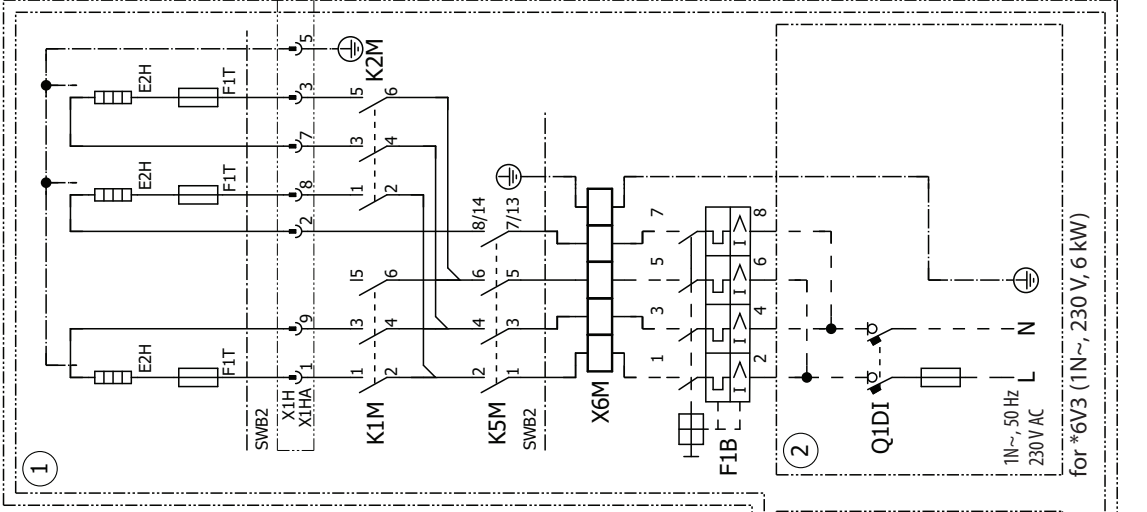 ①
E2H
E2H
E2H
F1T
F1T
F1T
SWB2
X1H
X1HA
1 9 2 8 7 3 5
K1M
1 3 5
2 4 6
K2M
1 3 5
2 4 6
K5M
2 4 6 8/14
1 3 5 7/13
SWB2
X6M
1 3 5 7
F1B
I> I> I> I>
2 4 6 8
②
Q1DI
1N~, 50 Hz
230 V AC
L N
for *6V3 (1N~, 230 V, 6 kW)